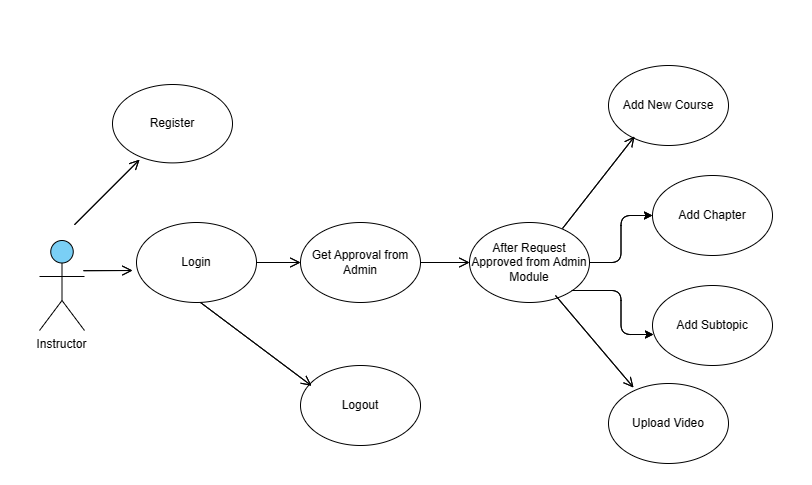 Add New Course
Register
Add Chapter
Login
Get Approval from
Admin
After Request
Approved from Admin
Module
Add Subtopic
Instructor
Logout
Upload Video